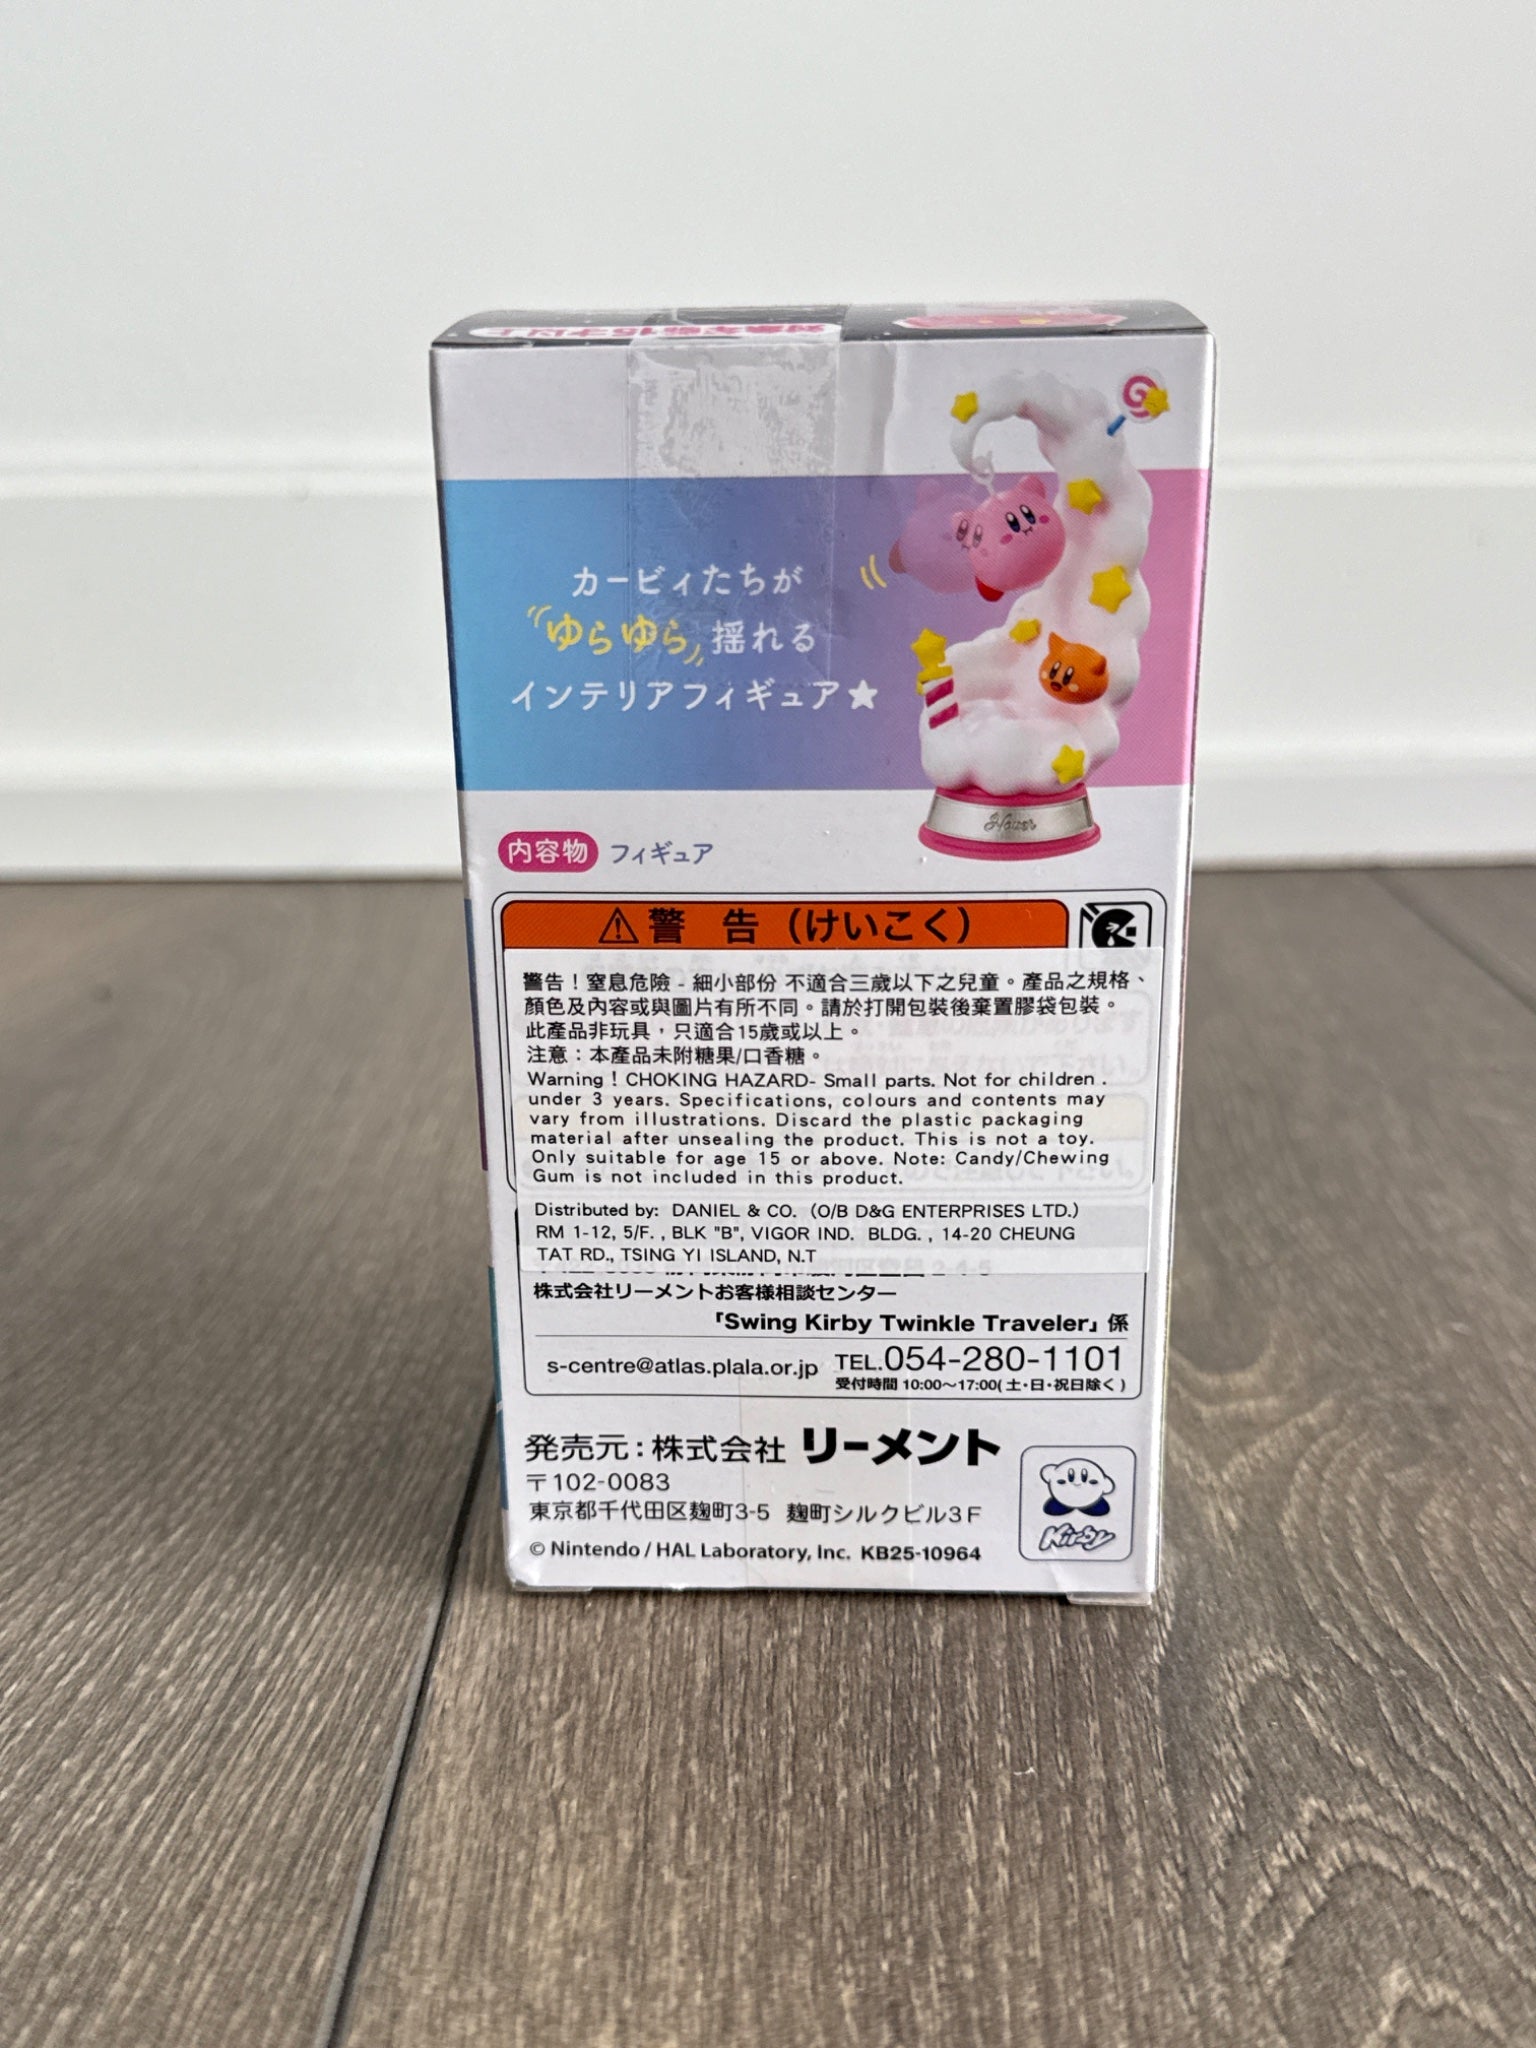 対象年齢15才以上
カービィたちが
ゆらゆら揺れる
インテリアフィギュア★
Hover
内容物 フィギュア
⚠警 告（けいこく）
警告！窒息危險 - 細小部份 不適合三歲以下之兒童。產品之規格、
顏色及內容或與圖片有所不同。請於打開包裝後棄置膠袋包裝。
此產品非玩具，只適合15歲或以上。
注意：本產品未附糖果/口香糖。
Warning ! CHOKING HAZARD- Small parts. Not for children .
under 3 years. Specifications, colours and contents may
vary from illustrations. Discard the plastic packaging
material after unsealing the product. This is not a toy.
Only suitable for age 15 or above. Note: Candy/Chewing
Gum is not included in this product.
Distributed by: DANIEL & CO. (O/B D&G ENTERPRISES LTD.)
RM 1-12, 5/F. , BLK "B", VIGOR IND. BLDG. , 14-20 CHEUNG
TAT RD., TSING YI ISLAND, N.T
株式会社リーメントお客様相談センター
「Swing Kirby Twinkle Traveler」係
s-centre@atlas.plala.or.jp TEL.054-280-1101
受付時間 10:00〜17:00(土・日・祝日除く)
発売元：株式会社 リーメント
〒102-0083
東京都千代田区麹町3-5 麹町シルクビル3F
© Nintendo / HAL Laboratory, Inc. KB25-10964
Kirby